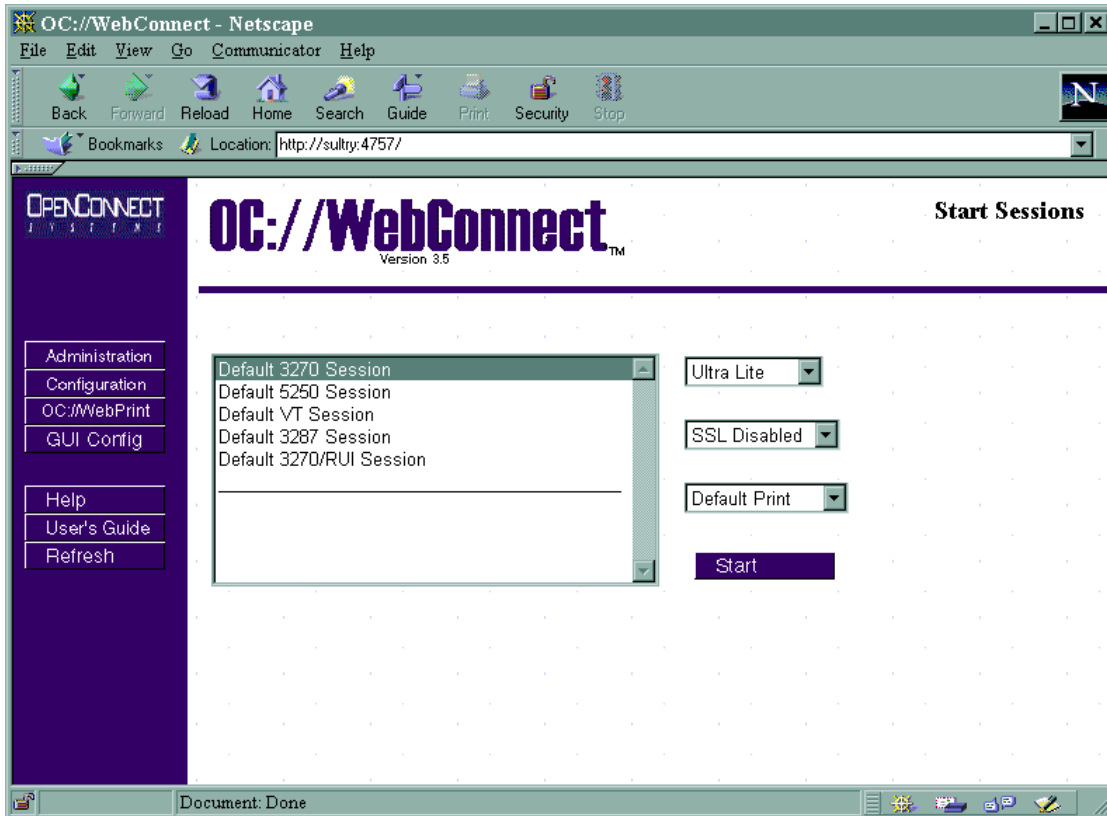 OC://WebConnect - Netscape
File Edit View Go Communicator Help
Back Forward Reload Home Search Guide Print Security Stop
N
Bookmarks Location: http://sultry:4757/
OPENCONNECT
SYSTEMS
OC://WebConnect TM
Version 3.5
Start Sessions
Administration
Configuration
OC://WebPrint
GUI Config
Help
User's Guide
Refresh
Default 3270 Session
Default 5250 Session
Default VT Session
Default 3287 Session
Default 3270/RUI Session
Ultra Lite
SSL Disabled
Default Print
Start
Document: Done